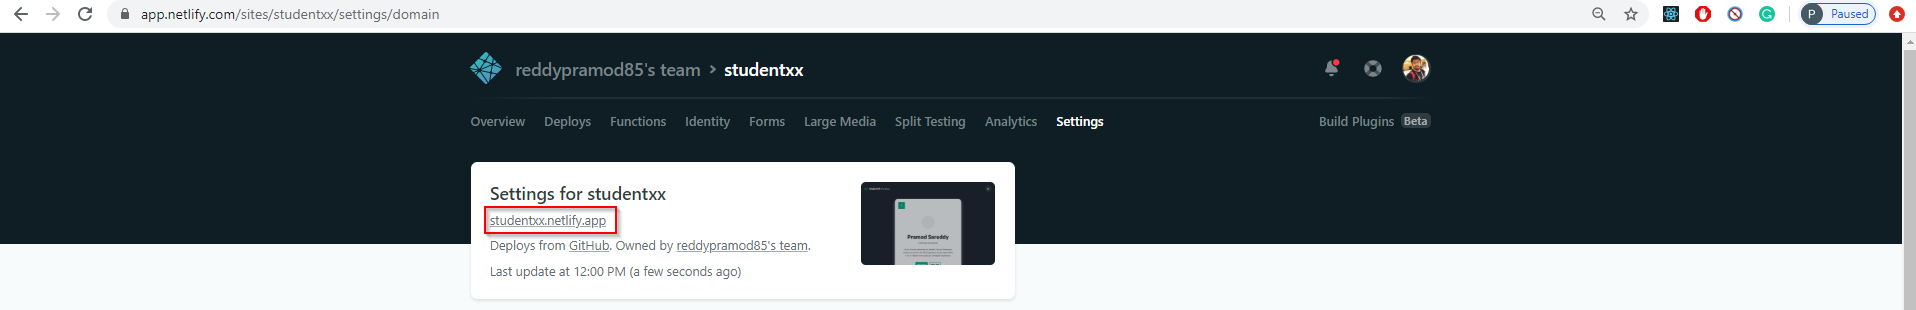 app.netlify.com/sites/studentxx/settings/domain
P Paused
reddypramod85's team > studentxx
Overview Deploys Functions Identity Forms Large Media Split Testing Analytics Settings Build Plugins Beta
Settings for studentxx
studentxx.netlify.app
Deploys from GitHub. Owned by reddypramod85's team.
Last update at 12:00 PM (a few seconds ago)
Pramod Sareddy